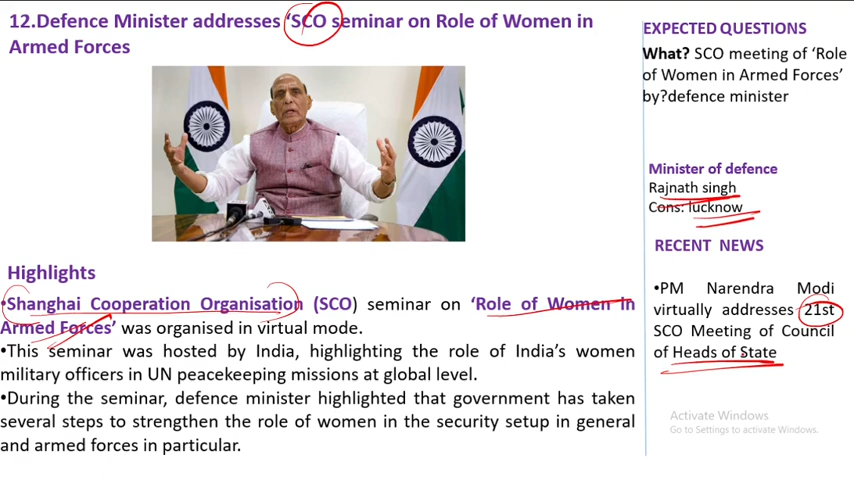 12.Defence Minister addresses ‘SCO seminar on Role of Women in
Armed Forces
Highlights
•Shanghai Cooperation Organisation (SCO) seminar on ‘Role of Women in
Armed Forces’ was organised in virtual mode.
•This seminar was hosted by India, highlighting the role of India’s women
military officers in UN peacekeeping missions at global level.
•During the seminar, defence minister highlighted that government has taken
several steps to strengthen the role of women in the security setup in general
and armed forces in particular.
EXPECTED QUESTIONS
What? SCO meeting of ‘Role
of Women in Armed Forces’
by?defence minister
Minister of defence
Rajnath singh
Cons: lucknow
RECENT NEWS
•PM Narendra Modi
virtually addresses 21st
SCO Meeting of Council
of Heads of State
Activate Windows
Go to Settings to activate Windows.